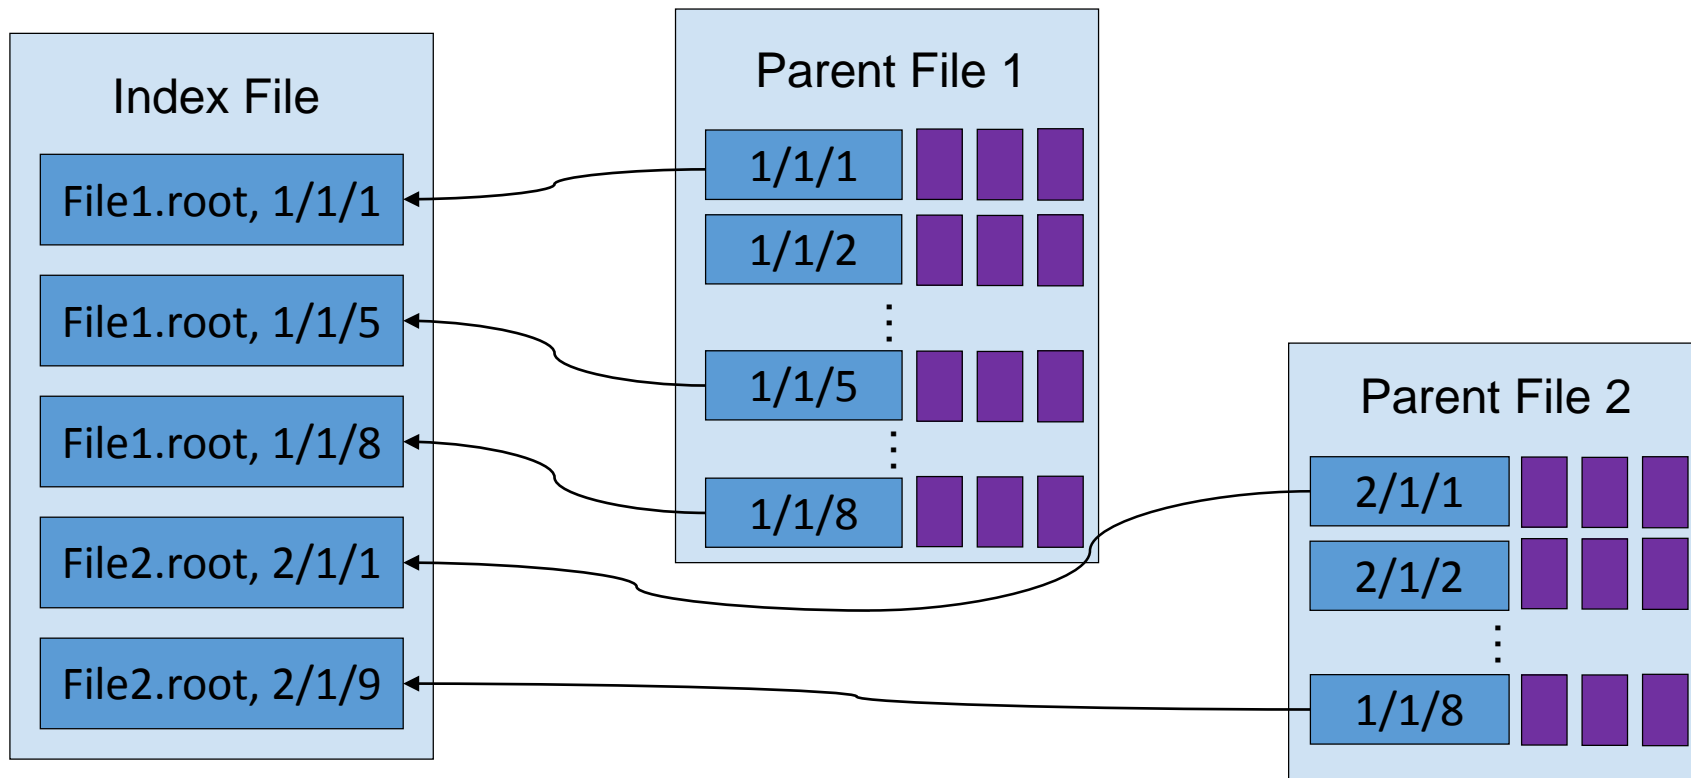 Index File
File1.root, 1/1/1
File1.root, 1/1/5
File1.root, 1/1/8
File2.root, 2/1/1
File2.root, 2/1/9
Parent File 1
1/1/1
1/1/2
⋮
1/1/5
⋮
1/1/8
Parent File 2
2/1/1
2/1/2
⋮
1/1/8